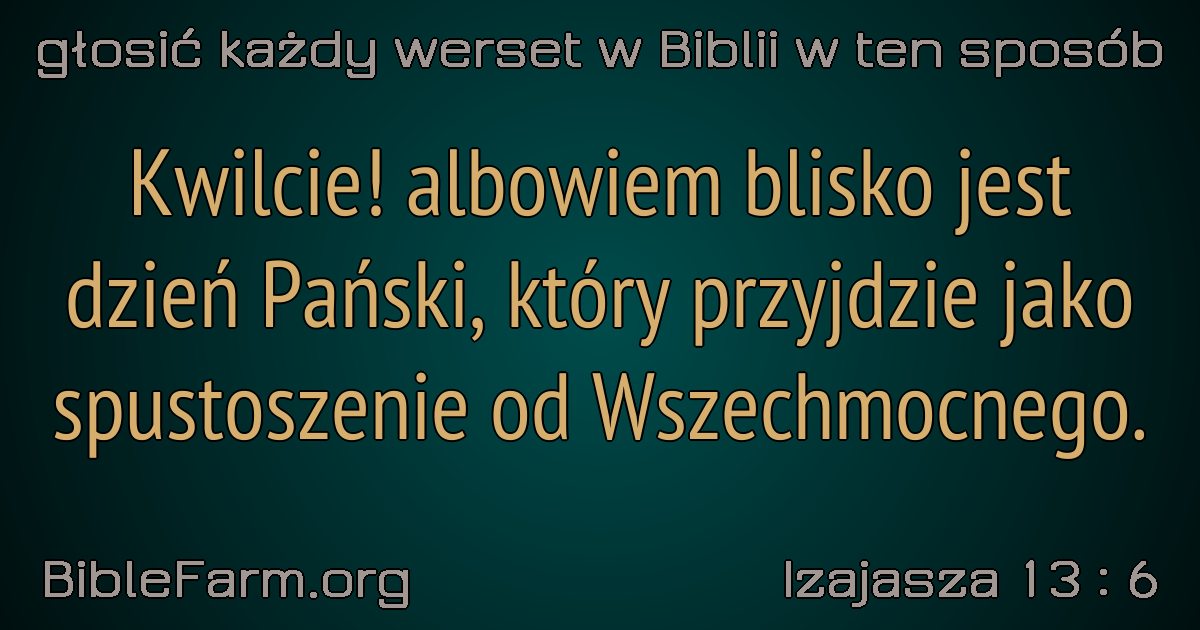 głosić każdy werset w Biblii w ten sposób
Kwilcie! albowiem blisko jest
dzień Pański, który przyjdzie jako
spustoszenie od Wszechmocnego.
BibleFarm.org
Izajasza 13 : 6